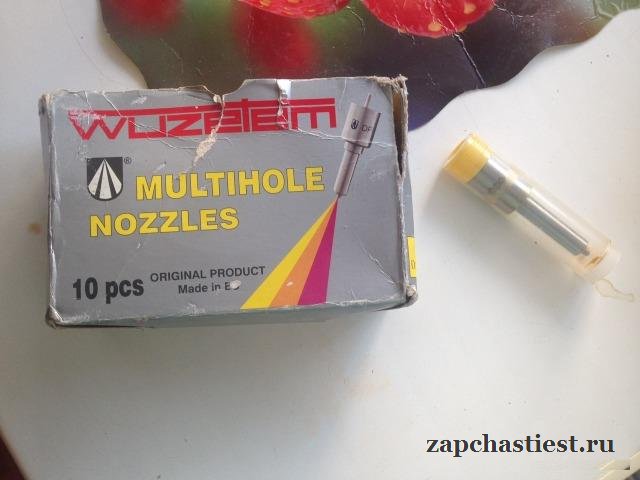 WUZETEM
®
MULTIHOLE
NOZZLES
10 pcs
ORIGINAL PRODUCT
Made in
zapchastiest.ru